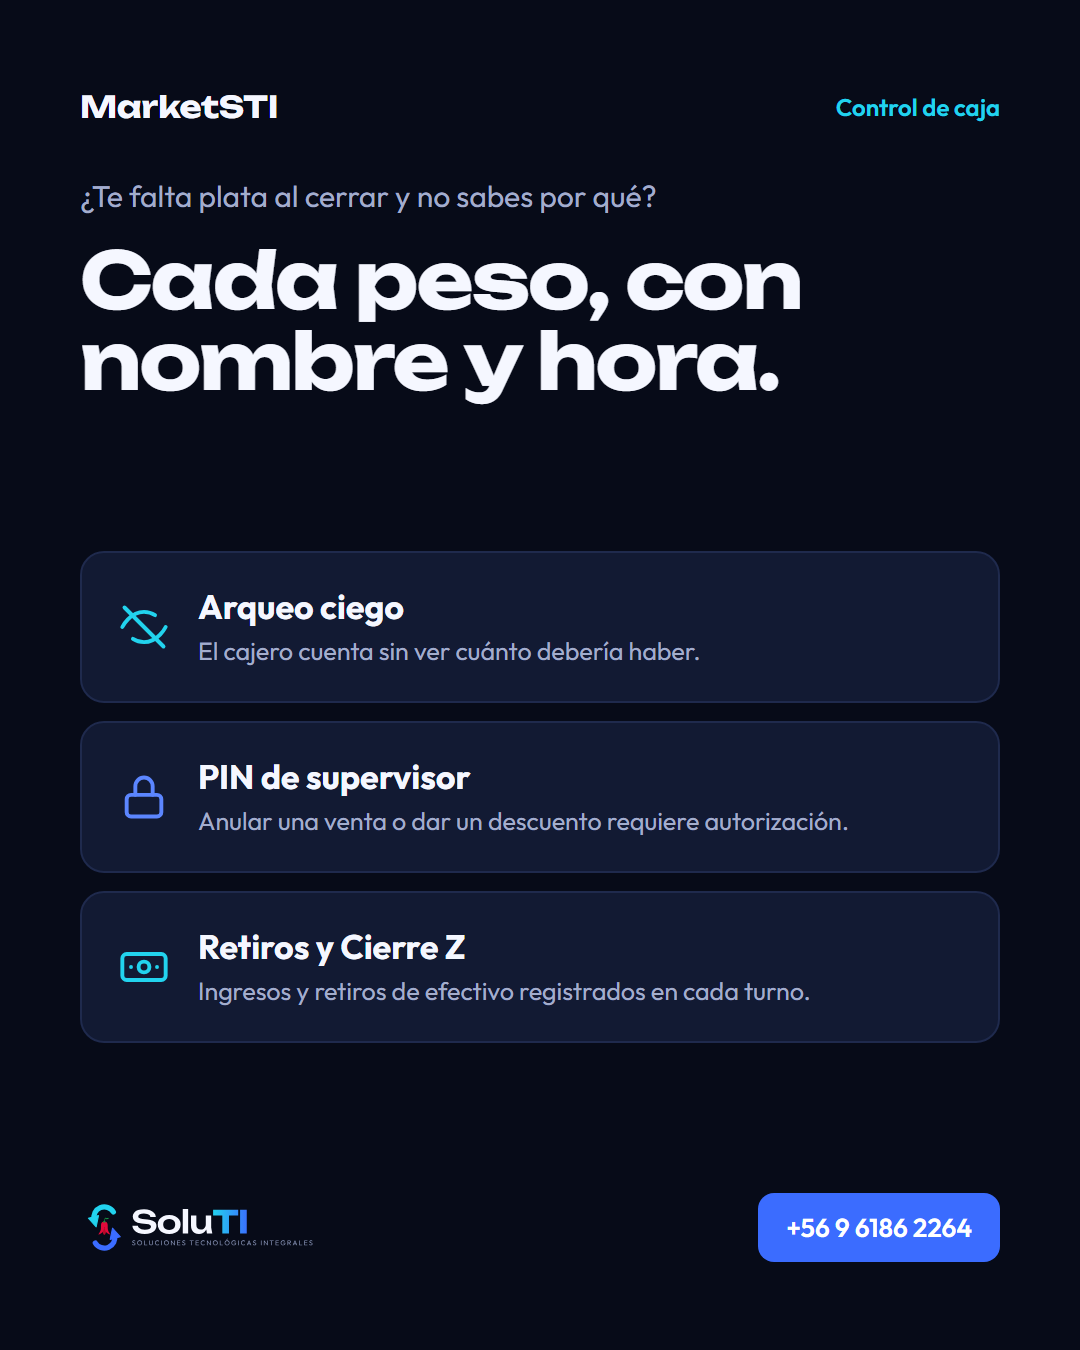 MarketSTI
Control de caja
¿Te falta plata al cerrar y no sabes por qué?
Cada peso, con
nombre y hora.
Arqueo ciego
El cajero cuenta sin ver cuánto debería haber.
PIN de supervisor
Anular una venta o dar un descuento requiere autorización.
Retiros y Cierre Z
Ingresos y retiros de efectivo registrados en cada turno.
SoluTI
SOLUCIONES TECNOLÓGICAS INTEGRALES
+56 9 6186 2264